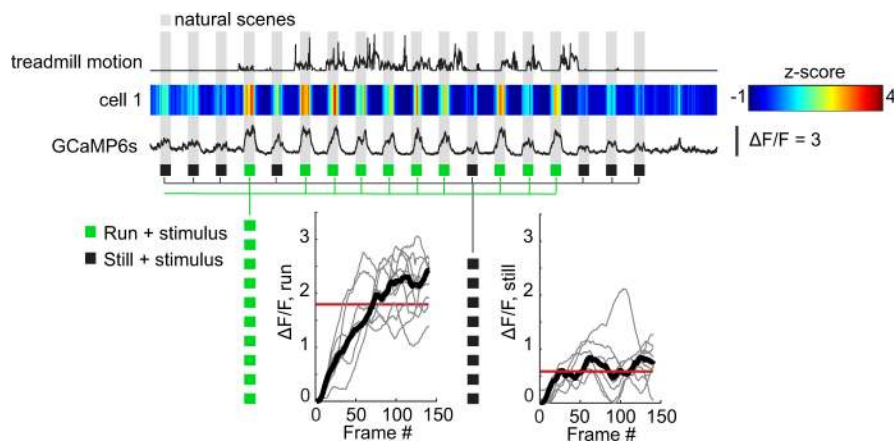 natural scenes
treadmill motion
z-score
cell 1
-1
4
GCaMP6s
ΔF/F = 3
Run + stimulus
Still + stimulus
ΔF/F, run
3
2
1
0
0 50 100 150
Frame #
ΔF/F, still
3
2
1
0
0 50 100 150
Frame #